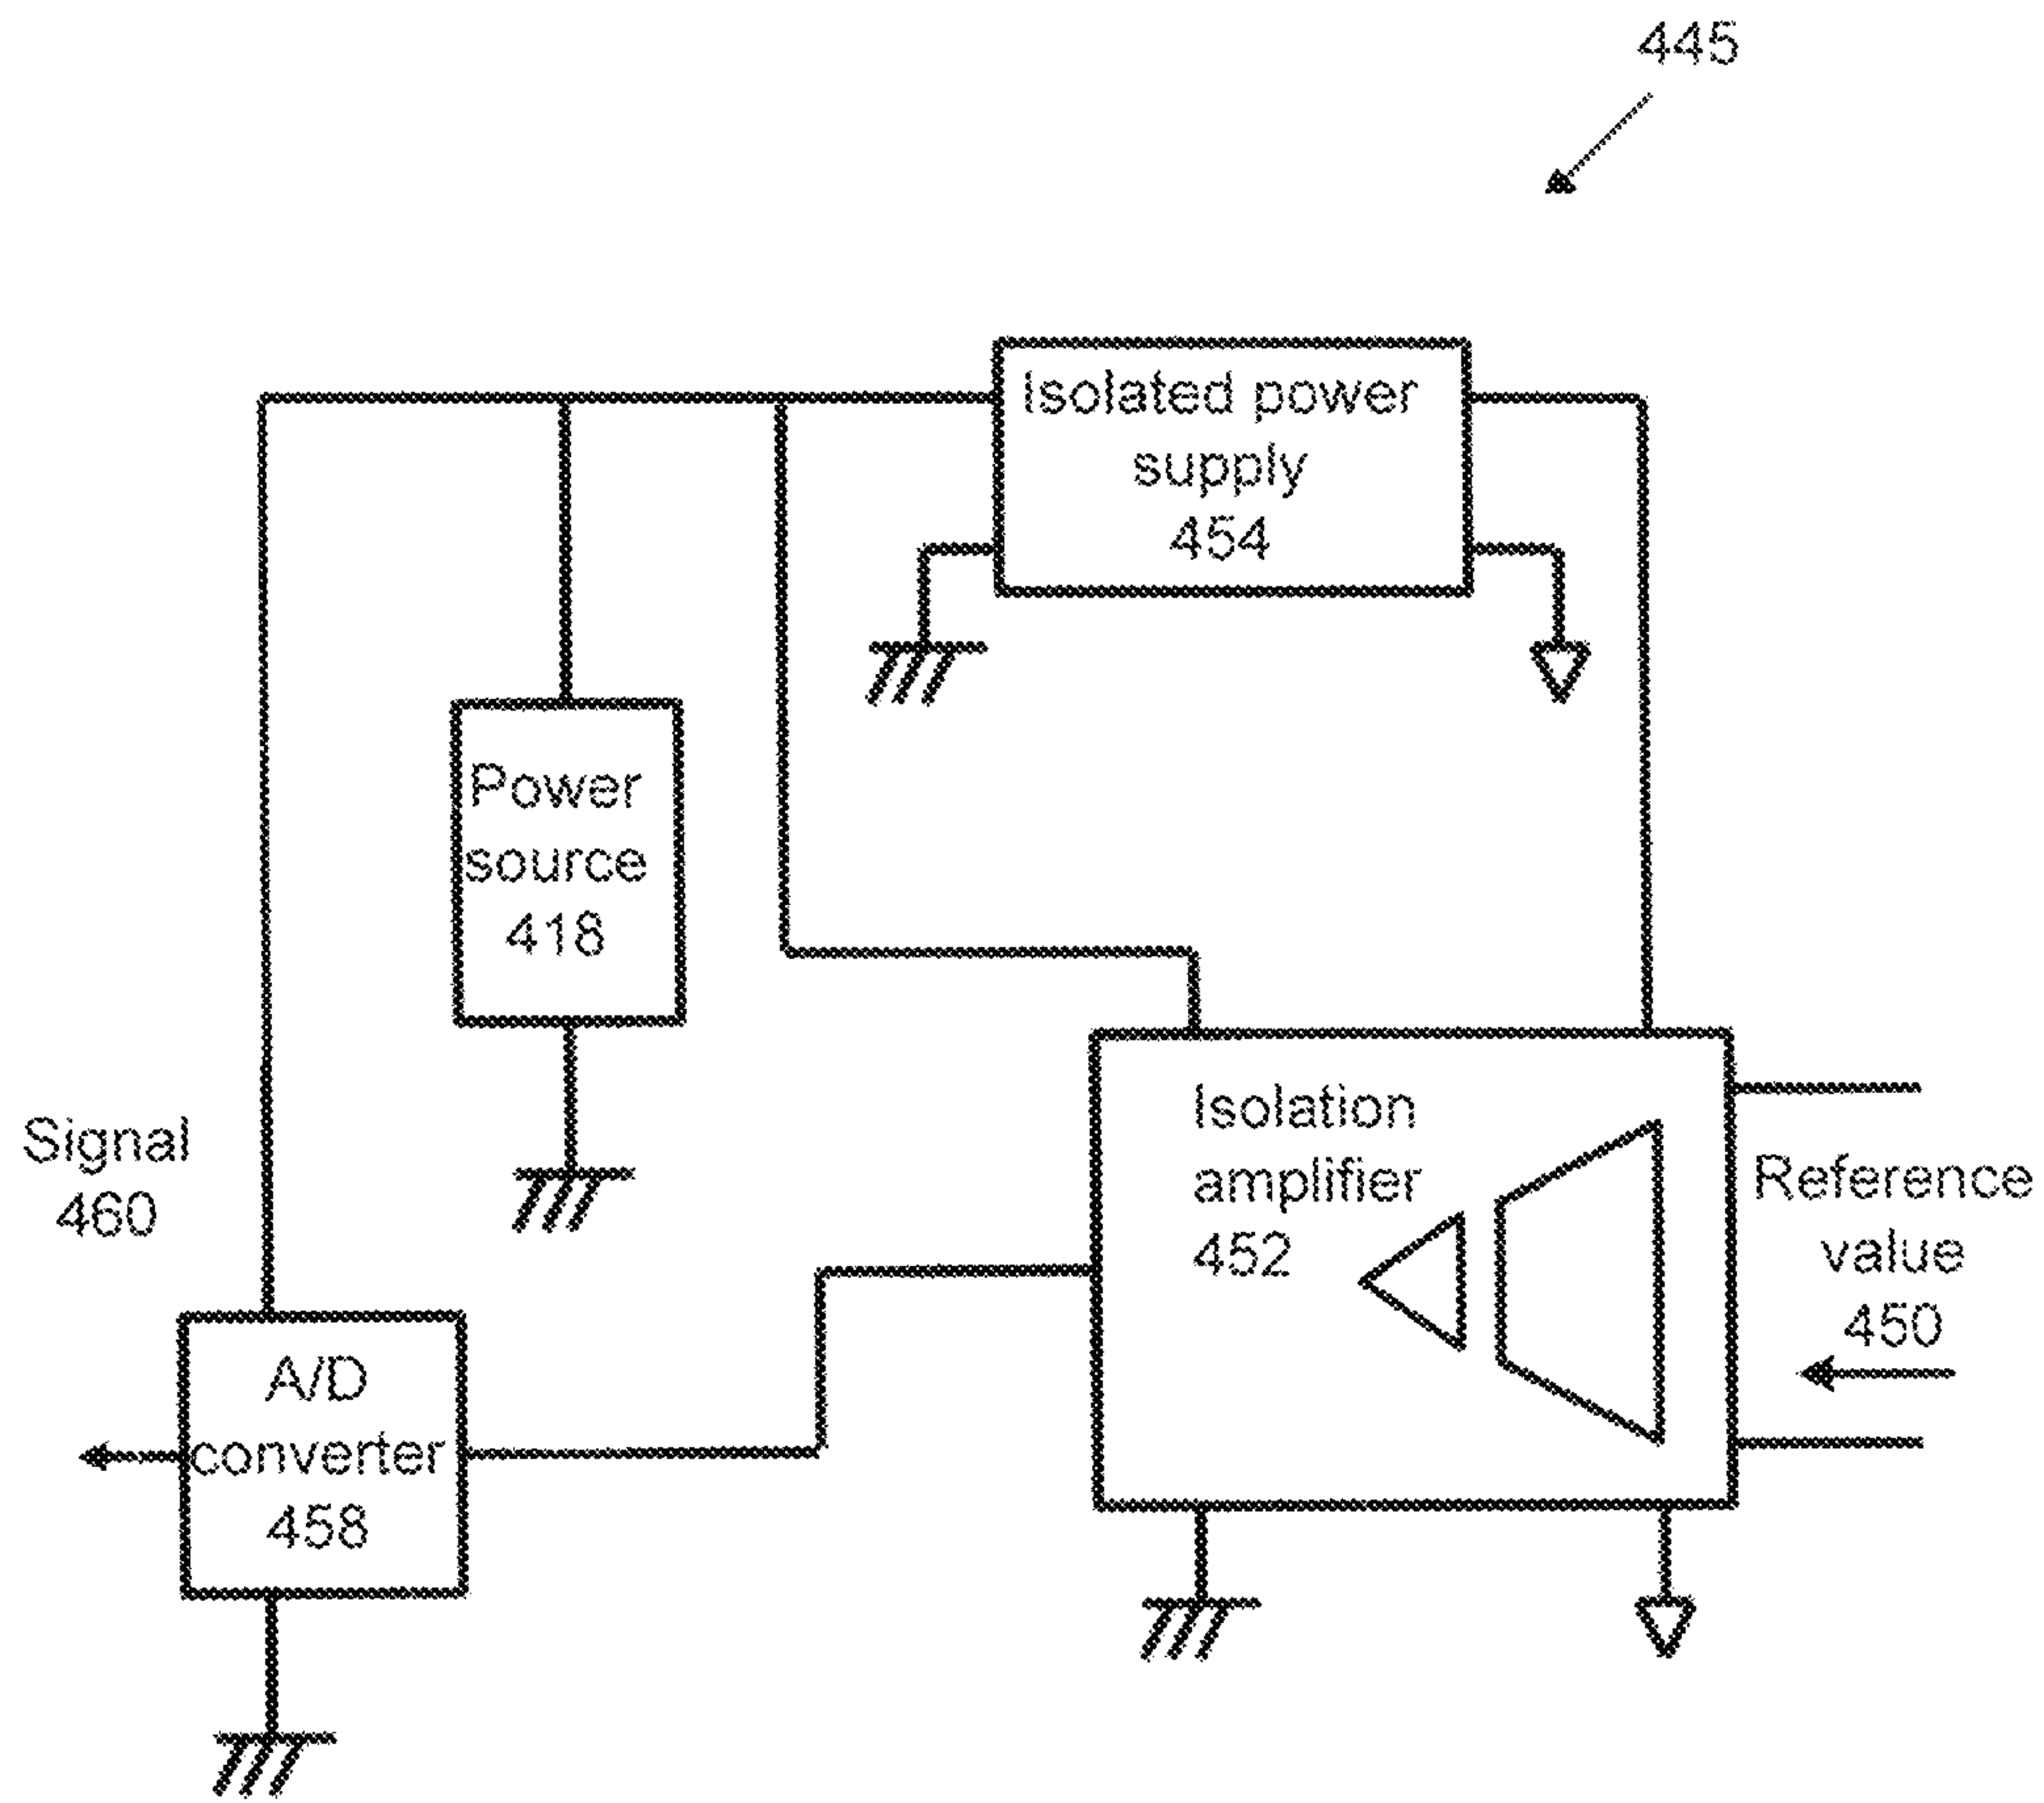 445
Isolated power
supply
454
Power
source
418
Signal
460
Isolation
amplifier
452
Reference
value
450
A/D
converter
458